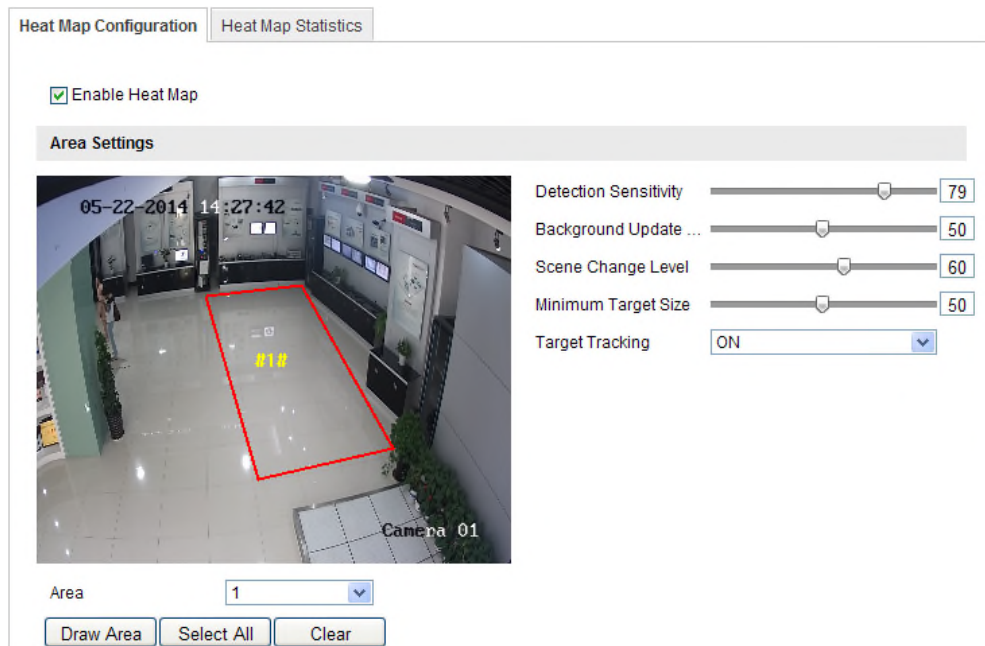 Heat Map Configuration
Heat Map Statistics
Enable Heat Map
Area Settings
05-22-2014 14:27:42
#1#
Camera 01
Detection Sensitivity 79
Background Update ... 50
Scene Change Level 60
Minimum Target Size 50
Target Tracking ON
Area 1
Draw Area Select All Clear